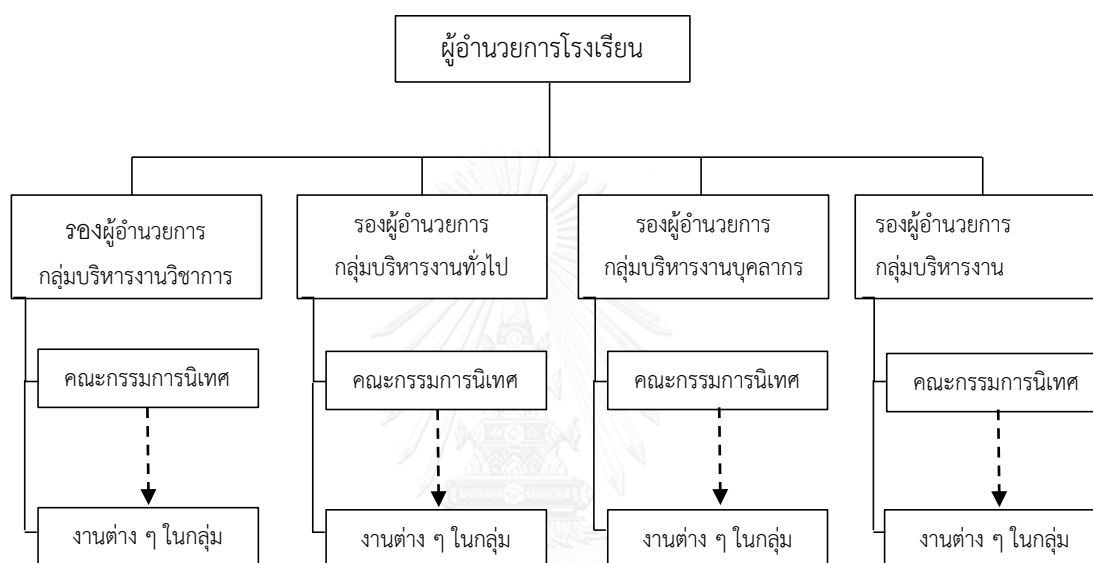 ผู้อำนวยการโรงเรียน
รองผู้อำนวยการ
กลุ่มบริหารงานวิชาการ
รองผู้อำนวยการ
กลุ่มบริหารงานทั่วไป
รองผู้อำนวยการ
กลุ่มบริหารงานบุคลากร
รองผู้อำนวยการ
กลุ่มบริหารงาน
คณะกรรมการนิเทศ
คณะกรรมการนิเทศ
คณะกรรมการนิเทศ
คณะกรรมการนิเทศ
งานต่าง ๆ ในกลุ่ม
งานต่าง ๆ ในกลุ่ม
งานต่าง ๆ ในกลุ่ม
งานต่าง ๆ ในกลุ่ม